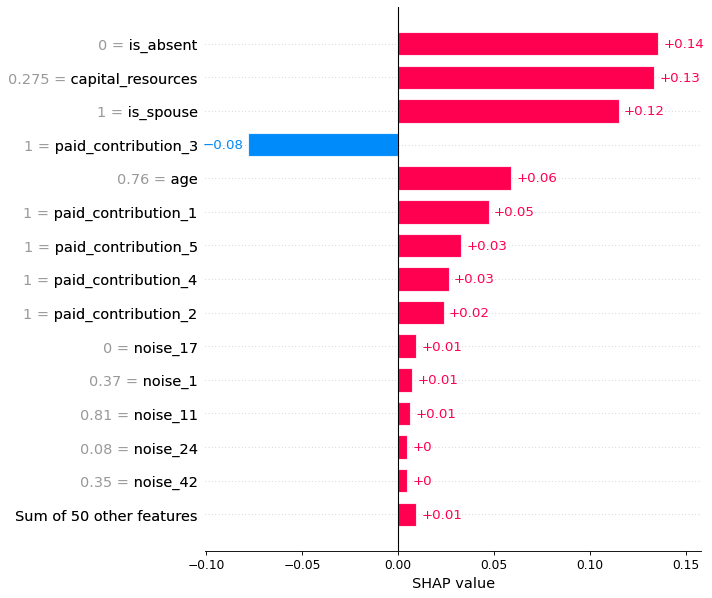 0 = is_absent +0.14
0.275 = capital_resources +0.13
1 = is_spouse +0.12
1 = paid_contribution_3 −0.08
0.76 = age +0.06
1 = paid_contribution_1 +0.05
1 = paid_contribution_5 +0.03
1 = paid_contribution_4 +0.03
1 = paid_contribution_2 +0.02
0 = noise_17 +0.01
0.37 = noise_1 +0.01
0.81 = noise_11 +0.01
0.08 = noise_24 +0
0.35 = noise_42 +0
Sum of 50 other features +0.01
−0.10 −0.05 0.00 0.05 0.10 0.15
SHAP value